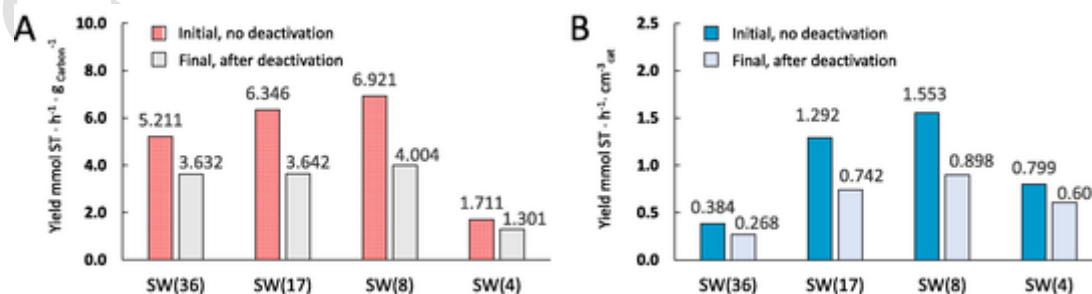 A
Yield mmol ST · h⁻¹ · g Carbon⁻¹
10.0
8.0
6.0
4.0
2.0
0.0
Initial, no deactivation
Final, after deactivation
5.211
3.632
6.346
3.642
6.921
4.004
1.711
1.301
SW(36) SW(17) SW(8) SW(4)
B
Yield mmol ST · h⁻¹· cm⁻³ cat
2.5
2.0
1.5
1.0
0.5
0.0
Initial, no deactivation
Final, after deactivation
0.384
0.268
1.292
0.742
1.553
0.898
0.799
0.60
SW(36) SW(17) SW(8) SW(4)